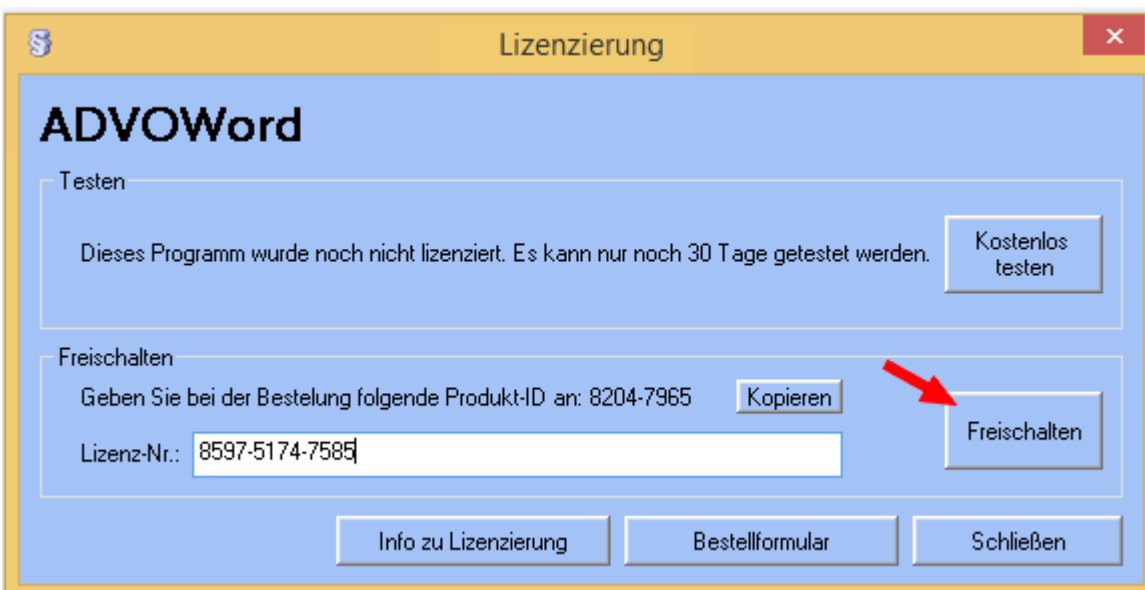 Lizenzierung
ADVOWord
Testen
Dieses Programm wurde noch nicht lizenziert. Es kann nur noch 30 Tage getestet werden.
Kostenlos
testen
Freischalten
Geben Sie bei der Bestelung folgende Produkt-ID an: 8204-7965
Kopieren
Lizenz-Nr.: 8597-5174-7585
Freischalten
Info zu Lizenzierung
Bestellformular
Schließen